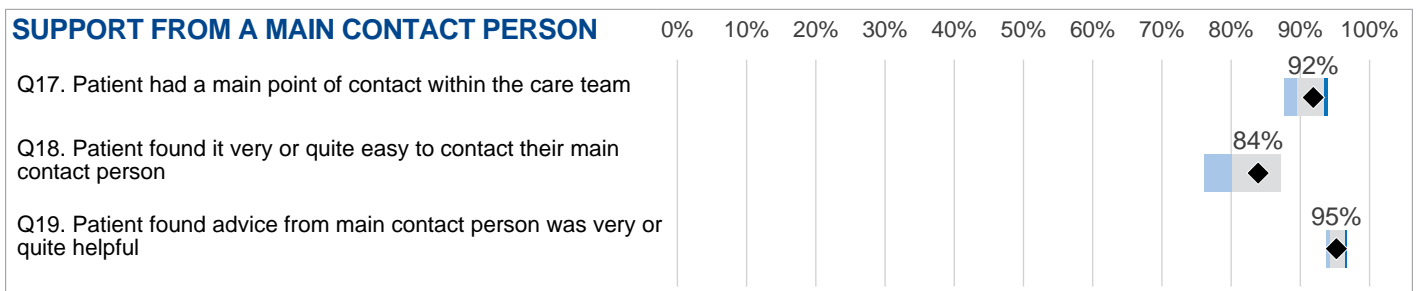 SUPPORT FROM A MAIN CONTACT PERSON 0% 10% 20% 30% 40% 50% 60% 70% 80% 90% 100%
92%
Q17. Patient had a main point of contact within the care team
84%
Q18. Patient found it very or quite easy to contact their main
contact person
95%
Q19. Patient found advice from main contact person was very or
quite helpful